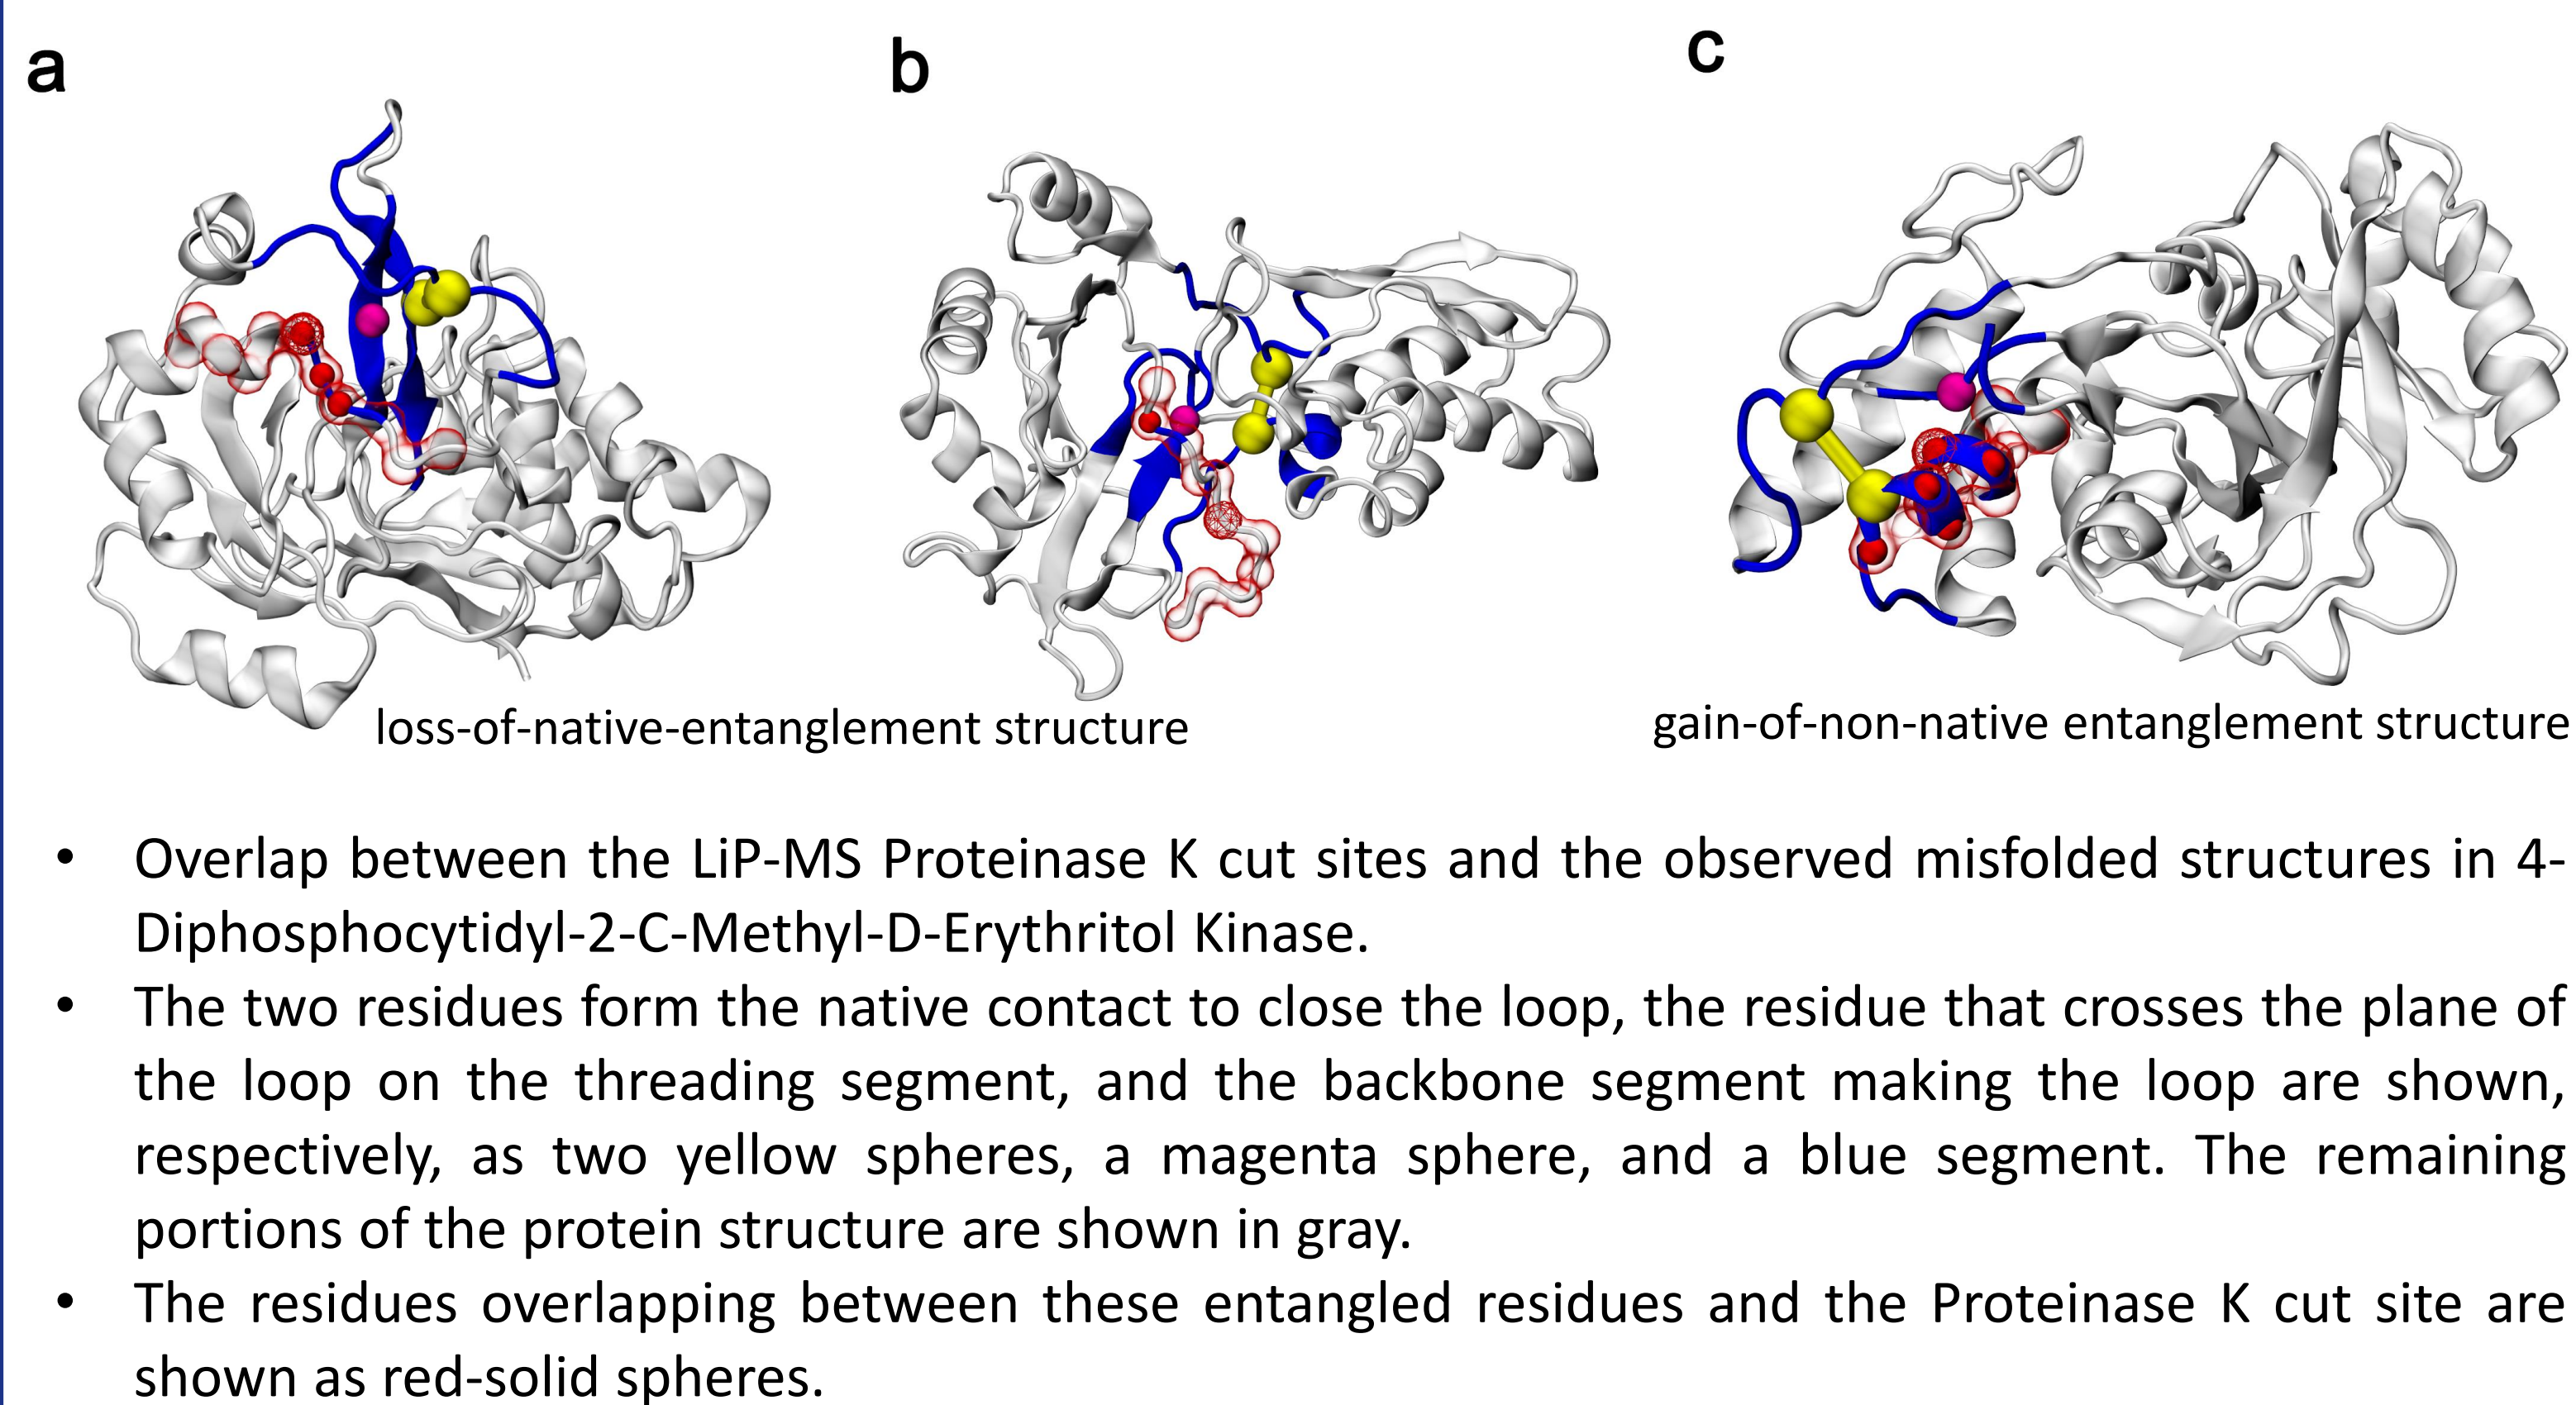 a
b
c
loss-of-native-entanglement structure
gain-of-non-native entanglement structure
• Overlap between the LiP-MS Proteinase K cut sites and the observed misfolded structures in 4-
Diphosphocytidyl-2-C-Methyl-D-Erythritol Kinase.
• The two residues form the native contact to close the loop, the residue that crosses the plane of
the loop on the threading segment, and the backbone segment making the loop are shown,
respectively, as two yellow spheres, a magenta sphere, and a blue segment. The remaining
portions of the protein structure are shown in gray.
• The residues overlapping between these entangled residues and the Proteinase K cut site are
shown as red-solid spheres.